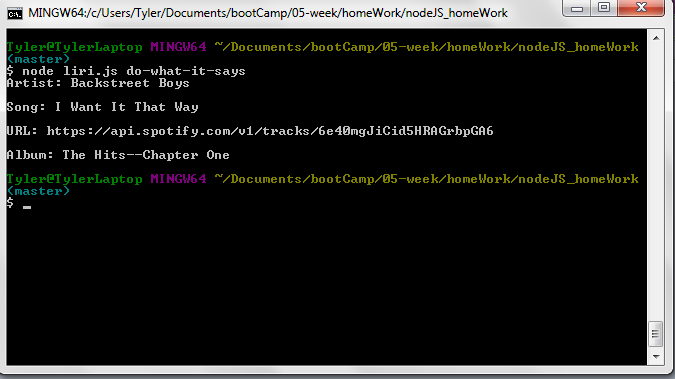 MINGW64:/c/Users/Tyler/Documents/bootCamp/05-week/homeWork/nodeJS_homeWork
Tyler@TylerLaptop MINGW64 ~/Documents/bootCamp/05-week/homeWork/nodeJS_homeWork
(master)
$ node liri.js do-what-it-says
Artist: Backstreet Boys
Song: I Want It That Way
URL: https://api.spotify.com/v1/tracks/6e40mgJiCid5HRAGrbpGA6
Album: The Hits--Chapter One
Tyler@TylerLaptop MINGW64 ~/Documents/bootCamp/05-week/homeWork/nodeJS_homeWork
(master)
$ _